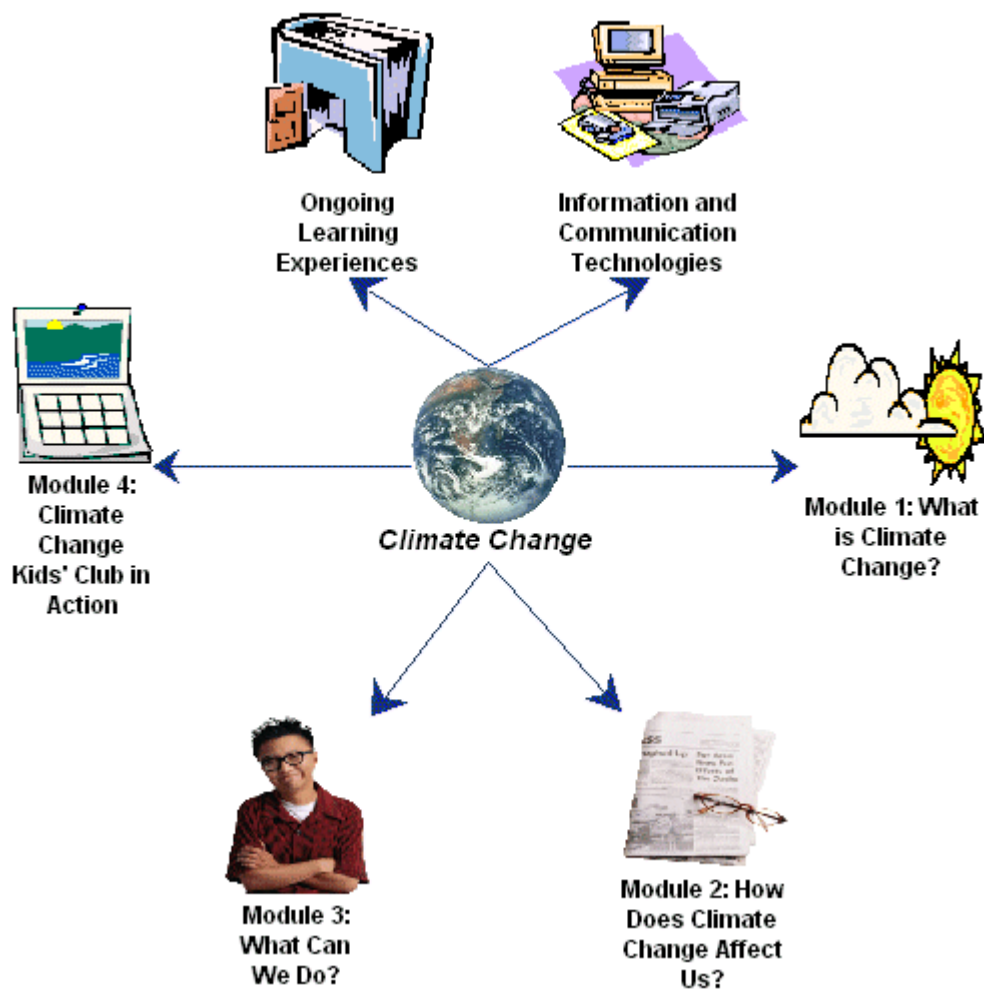 Ongoing
Learning
Experiences
Information and
Communication
Technologies
Module 4:
Climate
Change
Kids' Club in
Action
Climate Change
Module 1: What
is Climate
Change?
Module 3:
What Can
We Do?
Module 2: How
Does Climate
Change Affect
Us?